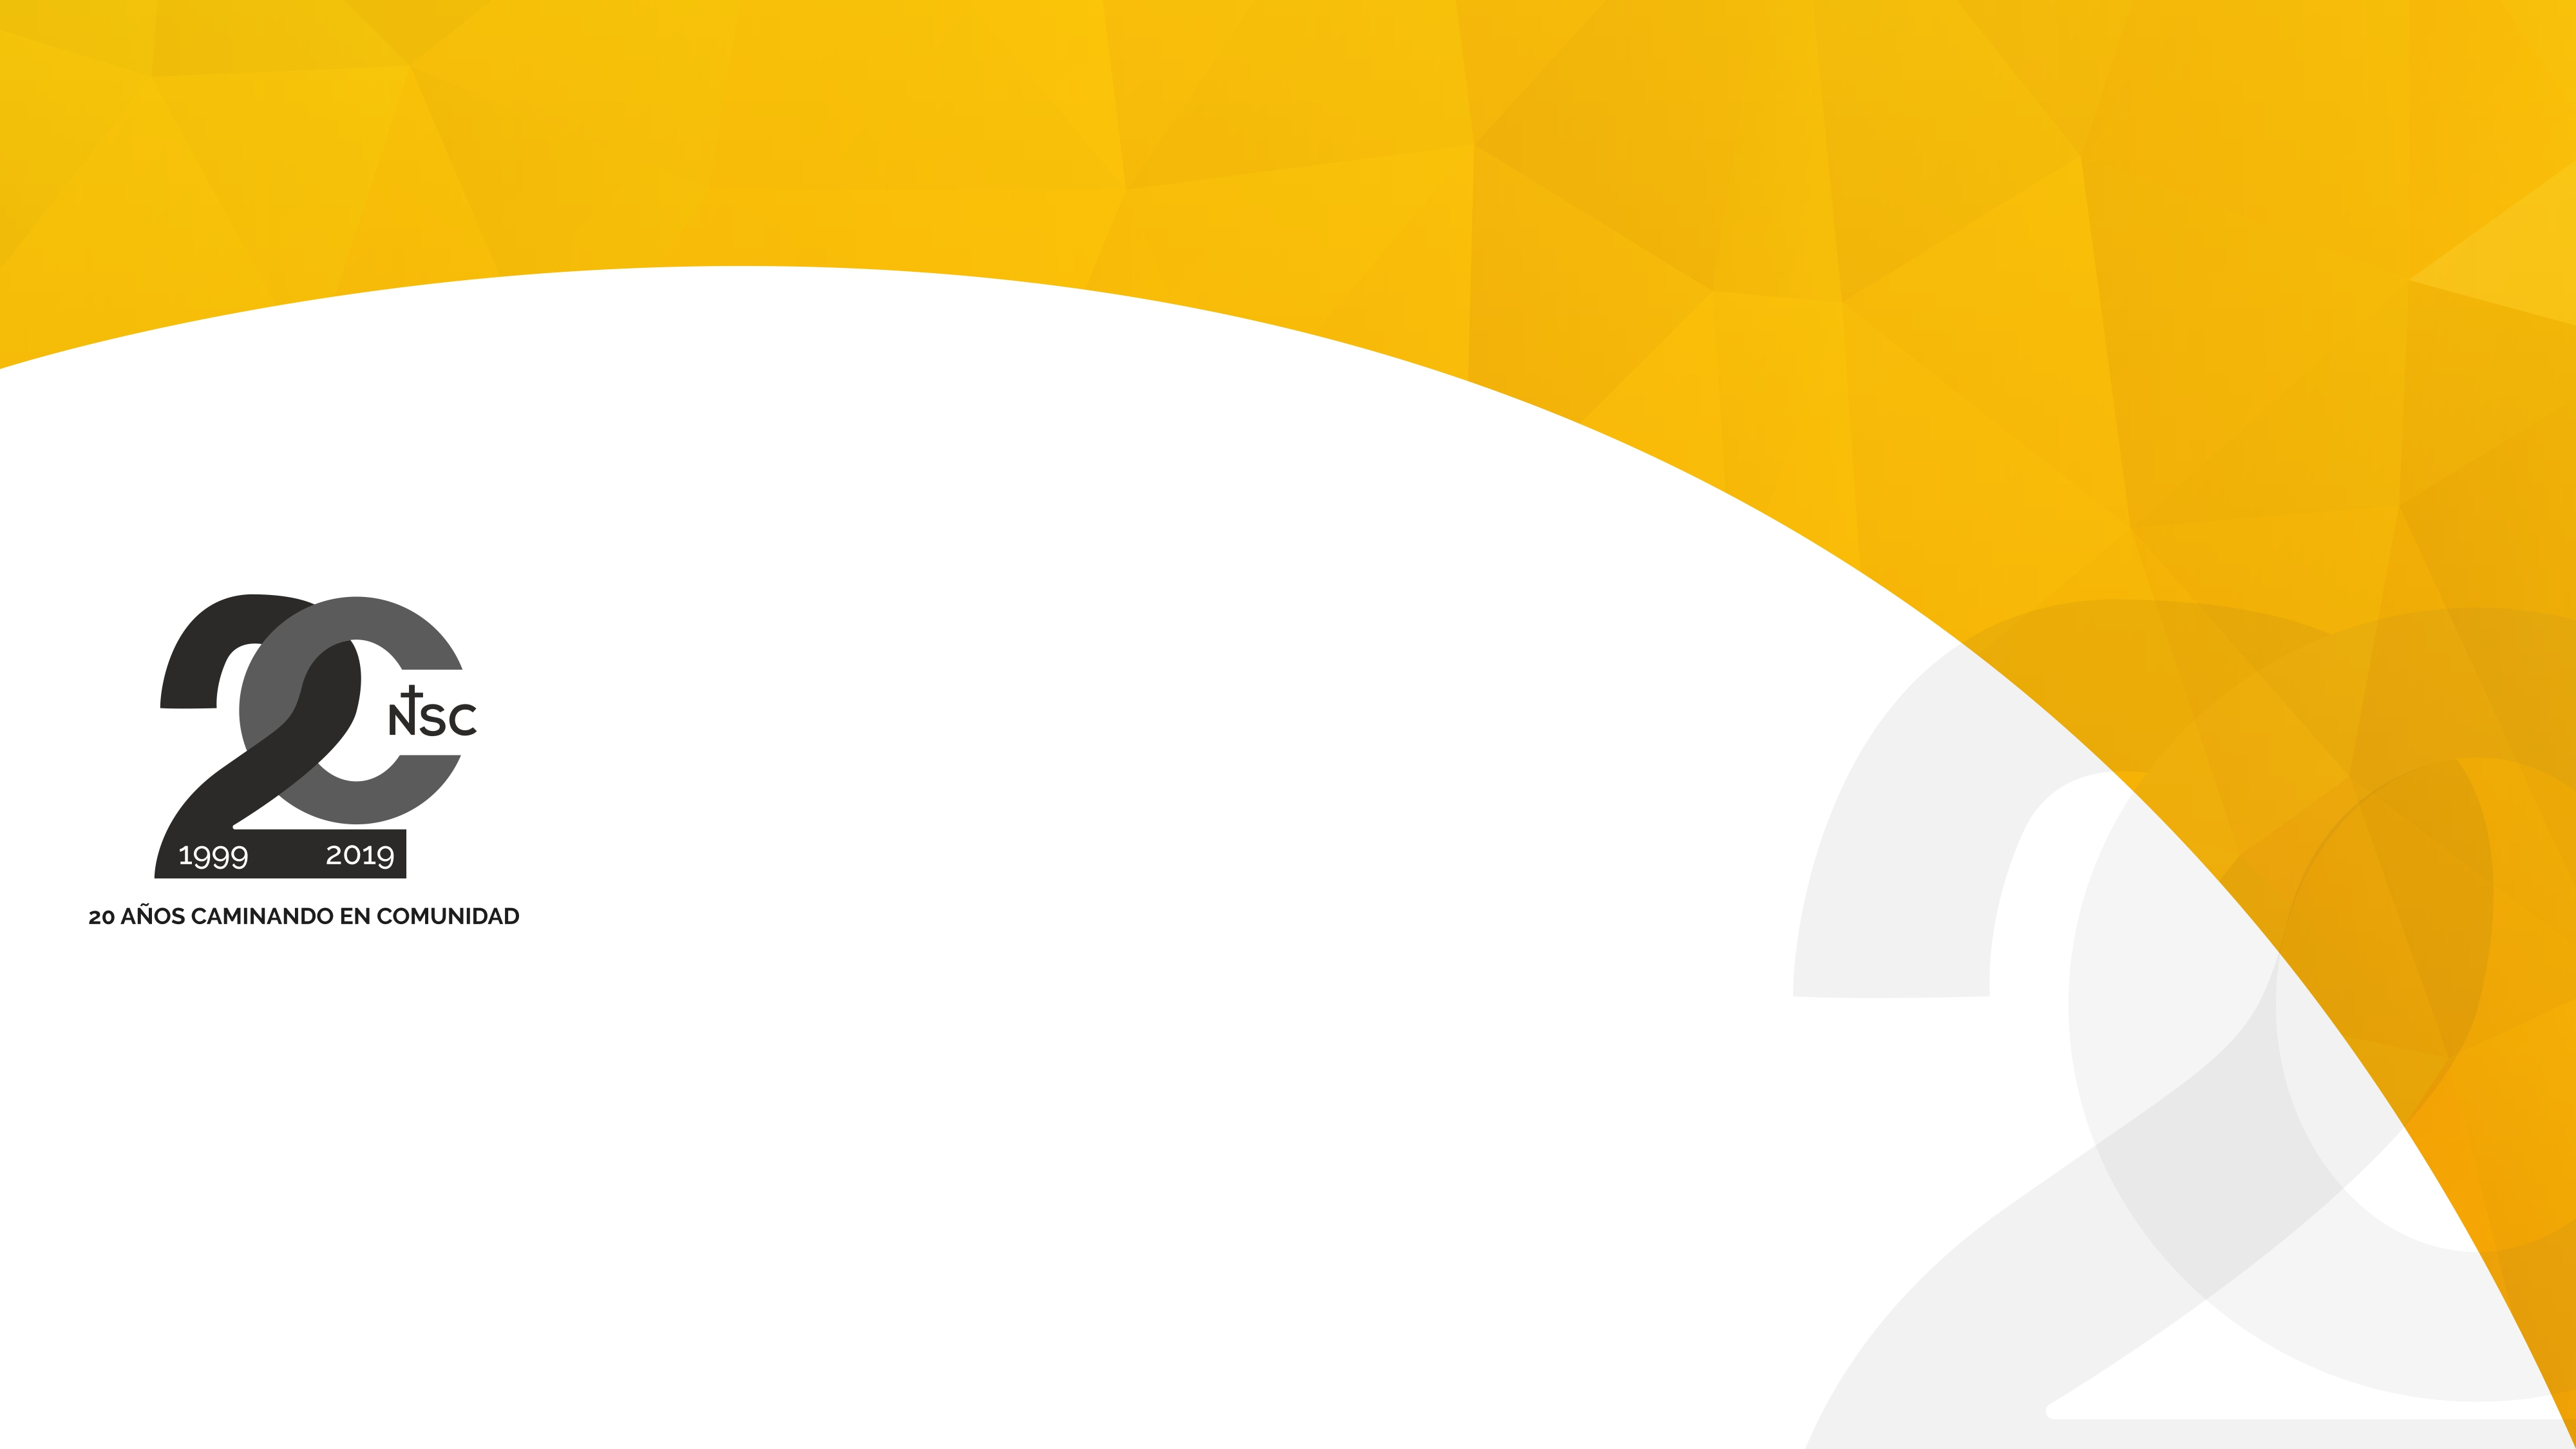 NSC
1999 2019
20 AÑOS CAMINANDO EN COMUNIDAD